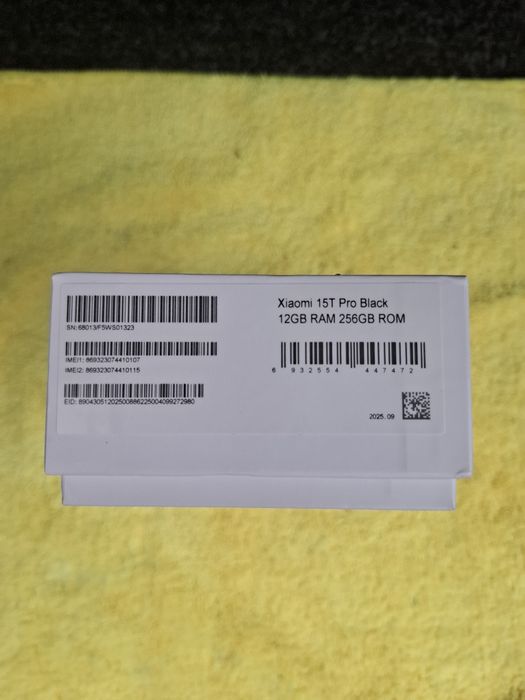 Xiaomi 15T Pro Black
12GB RAM 256GB ROM
SN:68013/F5WS01323
IMEI1: 869323074410107
IMEI2: 869323074410115
EID: 89043051202500886225004099272980
6 932554 447472
2025.09